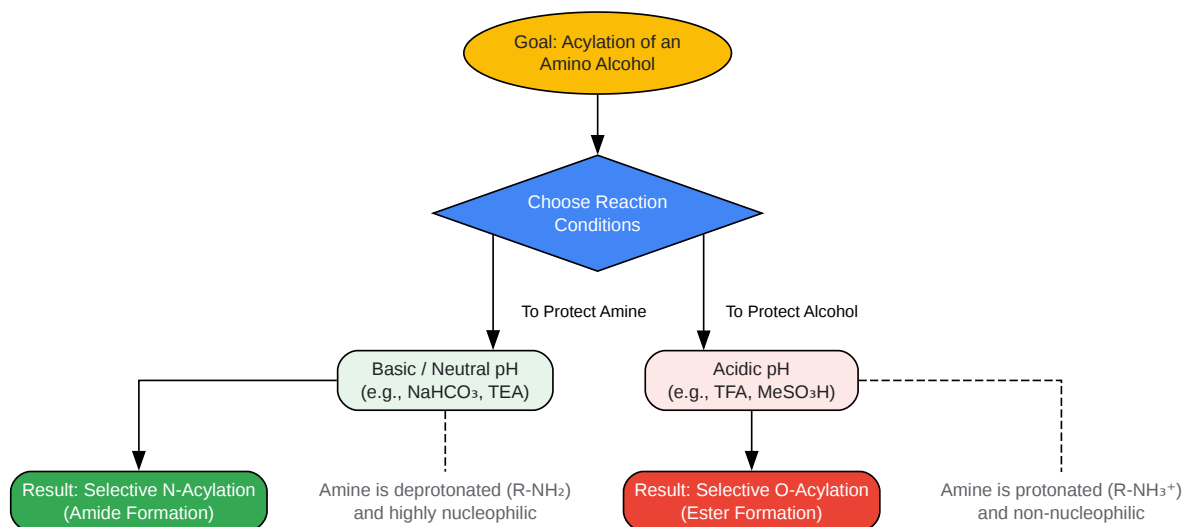 Goal: Acylation of an
Amino Alcohol
Choose Reaction
Conditions
To Protect Amine
To Protect Alcohol
Basic / Neutral pH
(e.g., NaHCO₃, TEA)
Acidic pH
(e.g., TFA, MeSO₃H)
Result: Selective N-Acylation
(Amide Formation)
Amine is deprotonated (R-NH₂)
and highly nucleophilic
Result: Selective O-Acylation
(Ester Formation)
Amine is protonated (R-NH₃⁺)
and non-nucleophilic